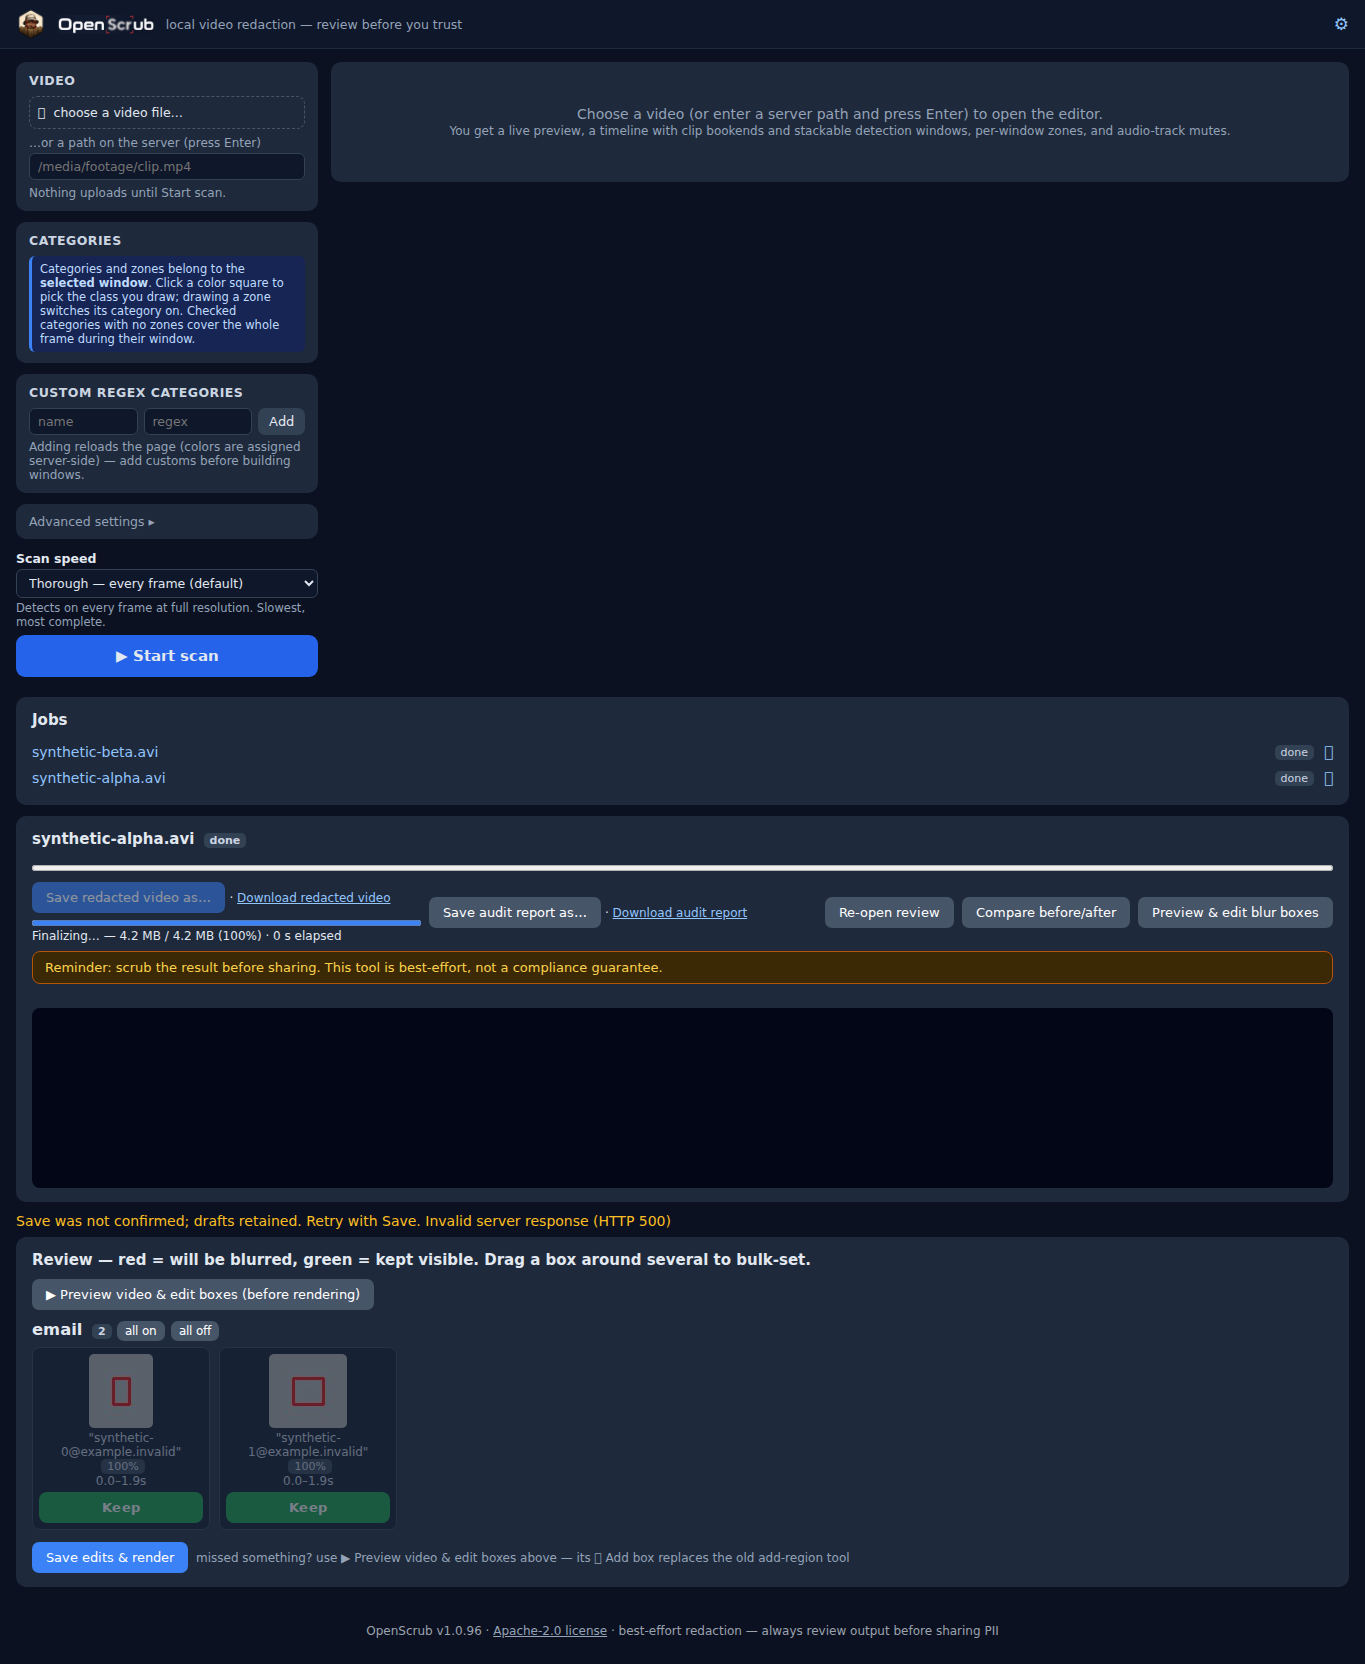 OpenScrub local video redaction — review before you trust
VIDEO
choose a video file...
...or a path on the server (press Enter)
/media/footage/clip.mp4
Nothing uploads until Start scan.
Choose a video (or enter a server path and press Enter) to open the editor.
You get a live preview, a timeline with clip bookends and stackable detection windows, per-window zones, and audio-track mutes.
CATEGORIES
Categories and zones belong to the
selected window. Click a color square to
pick the class you draw; drawing a zone
switches its category on. Checked
categories with no zones cover the whole
frame during their window.
CUSTOM REGEX CATEGORIES
name regex Add
Adding reloads the page (colors are assigned
server-side) — add customs before building
windows.
Advanced settings ▸
Scan speed
Thorough — every frame (default)
Detects on every frame at full resolution. Slowest,
most complete.
▶ Start scan
Jobs
synthetic-beta.avi done
synthetic-alpha.avi done
synthetic-alpha.avi done
Save redacted video as... · Download redacted video
Finalizing... — 4.2 MB / 4.2 MB (100%) · 0 s elapsed
Save audit report as... · Download audit report
Re-open review Compare before/after Preview & edit blur boxes
Reminder: scrub the result before sharing. This tool is best-effort, not a compliance guarantee.
Save was not confirmed; drafts retained. Retry with Save. Invalid server response (HTTP 500)
Review — red = will be blurred, green = kept visible. Drag a box around several to bulk-set.
▶ Preview video & edit boxes (before rendering)
email 2 all on all off
"synthetic-
0@example.invalid"
100%
0.0–1.9s
Keep
"synthetic-
1@example.invalid"
100%
0.0–1.9s
Keep
Save edits & render missed something? use ▶ Preview video & edit boxes above — its Add box replaces the old add-region tool
OpenScrub v1.0.96 · Apache-2.0 license · best-effort redaction — always review output before sharing PII